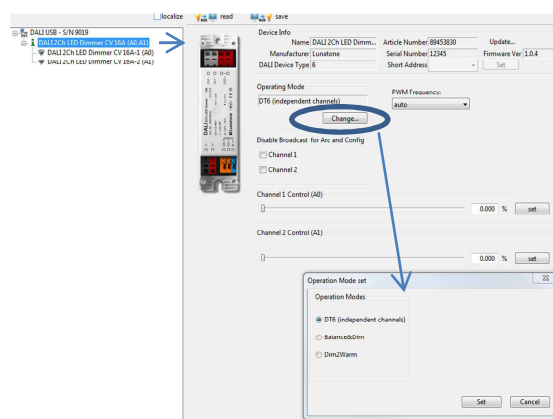 localize
read
save
DALI USB - S/N 9019
DALI 2Ch LED Dimmer CV 16A (A0,A1)
DALI 2Ch LED Dimmer CV 16A-1 (A0)
DALI 2Ch LED Dimmer CV 16A-2 (A1)
Device Info
Name DALI 2Ch LED Dimm... Article Number 89453830 Update...
Manufacturer Lunatone Serial Number 12345 Firmware Ver 1.0.4
DALI Device Type 6 Short Address Set
Operating Mode
DT6 (independent channels)
Change...
PWM Frequency:
auto
Disable Broadcast for Arc and Config
Channel 1
Channel 2
Channel 1 Control (A0)
0.000 % set
Channel 2 Control (A1)
0.000 % set
Operation Mode set
Operation Modes
DT6 (independent channels)
Balance&Dim
Dim2Warm
Set Cancel